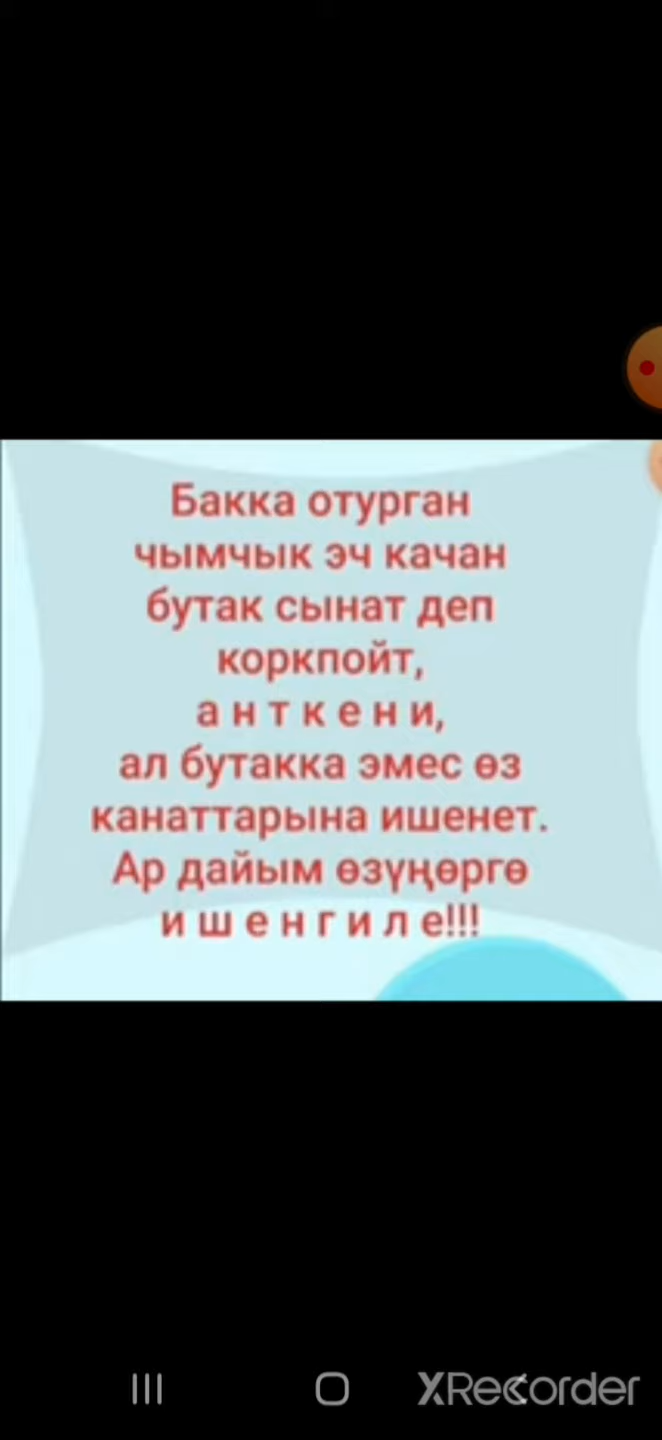 Бакка отурган
чымчык эч качан
бутак сынат деп
коркпойт,
а н т к е н и,
ал бутакка эмес өз
канаттарына ишенет.
Ар дайым өзүңөргө
и ш е н г и л е!!!
XRecorder